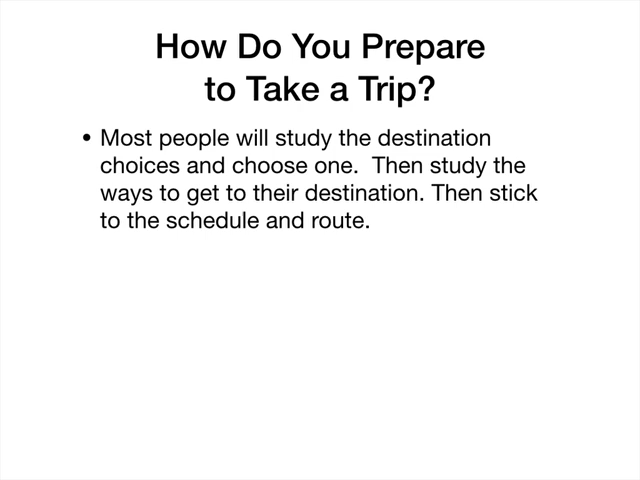 How Do You Prepare
to Take a Trip?
• Most people will study the destination
choices and choose one.  Then study the
ways to get to their destination. Then stick
to the schedule and route.